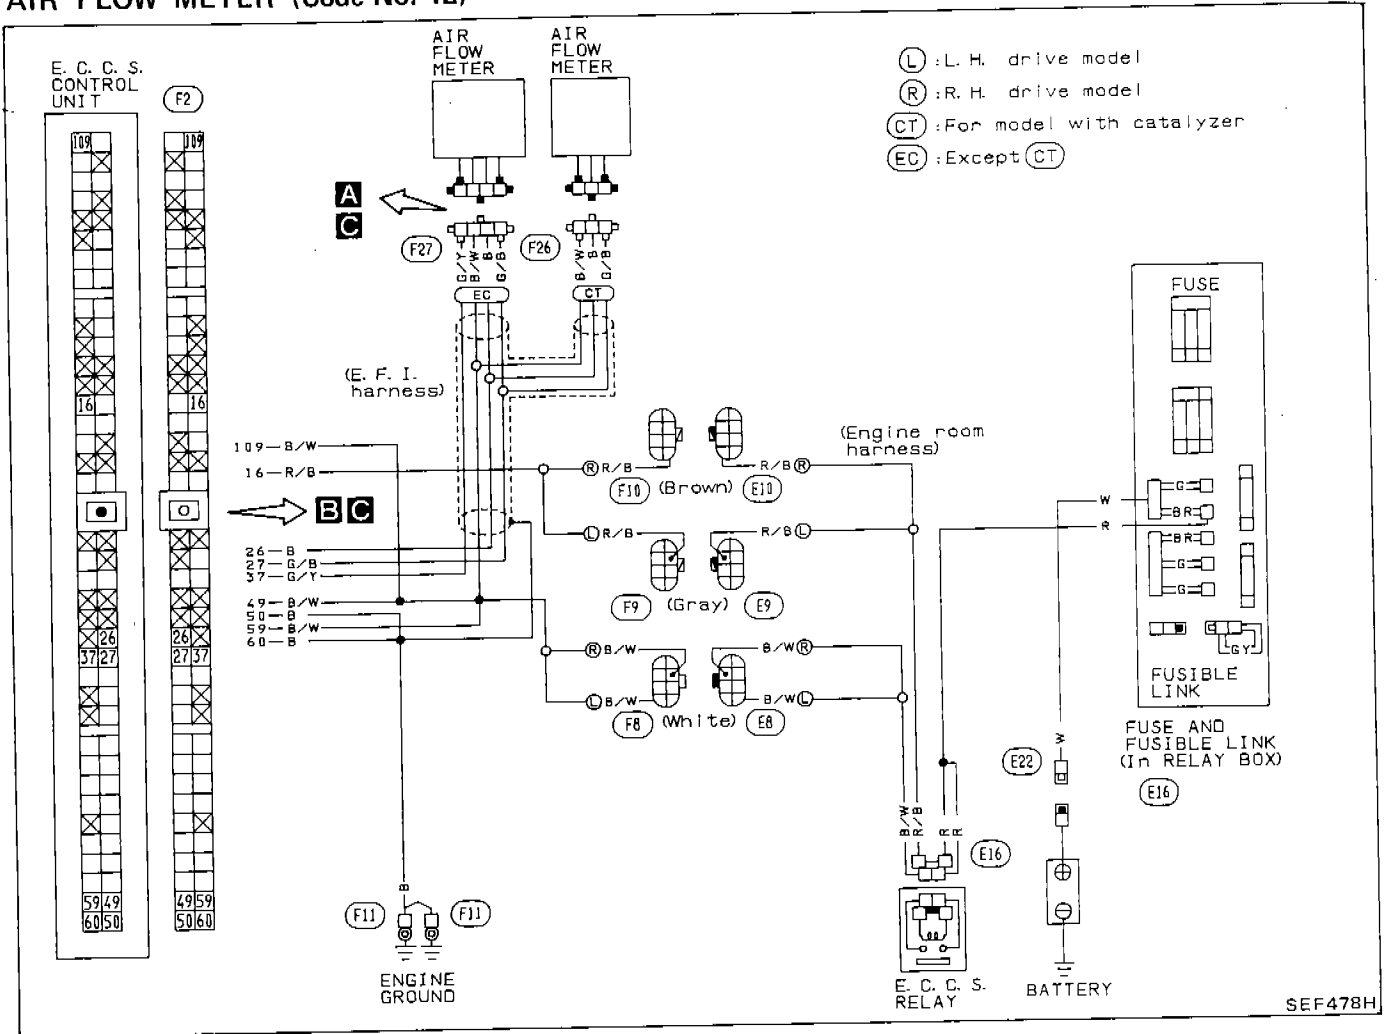 AIR FLOW METER (Code No. 12)
E. C. C. S.
CONTROL
UNIT
F2
AIR
FLOW
METER
AIR
FLOW
METER
L :L. H. drive model
R :R. H. drive model
CT :For model with catalyzer
EC :Except CT
109
109
A
C
F27
F26
G/Y
B/W
B
G/B
B/W
B
G/B
EC
CT
FUSE
(E. F. I.
harness)
16
16
109 B/W
16 R/B
R R/B
F10 (Brown) E10
R/B R
(Engine room
harness)
B C
L R/B
R/B L
F9 (Gray) E9
26 B
27 G/B
37 G/Y
49 B/W
50 B
59 B/W
60 B
R B/W
B/W R
L B/W
B/W L
F8 (White) E8
26
26
37 27
27 37
W
R
G
BR
BR
G
G
GY
FUSIBLE
LINK
FUSE AND
FUSIBLE LINK
(In RELAY BOX)
E16
W
E22
B/W
R/B
R
R
E16
59 49
60 50
49 59
50 60
B
F11
F11
ENGINE
GROUND
E. C. C. S.
RELAY
BATTERY
SEF478H